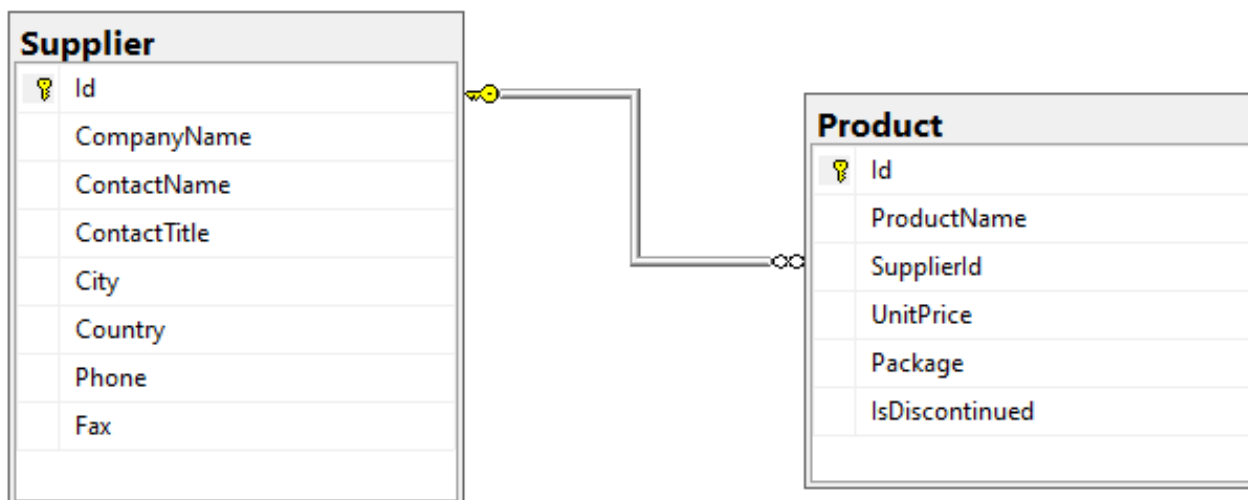 Supplier
Id
CompanyName
ContactName
ContactTitle
City
Country
Phone
Fax
Product
Id
ProductName
SupplierId
UnitPrice
Package
IsDiscontinued